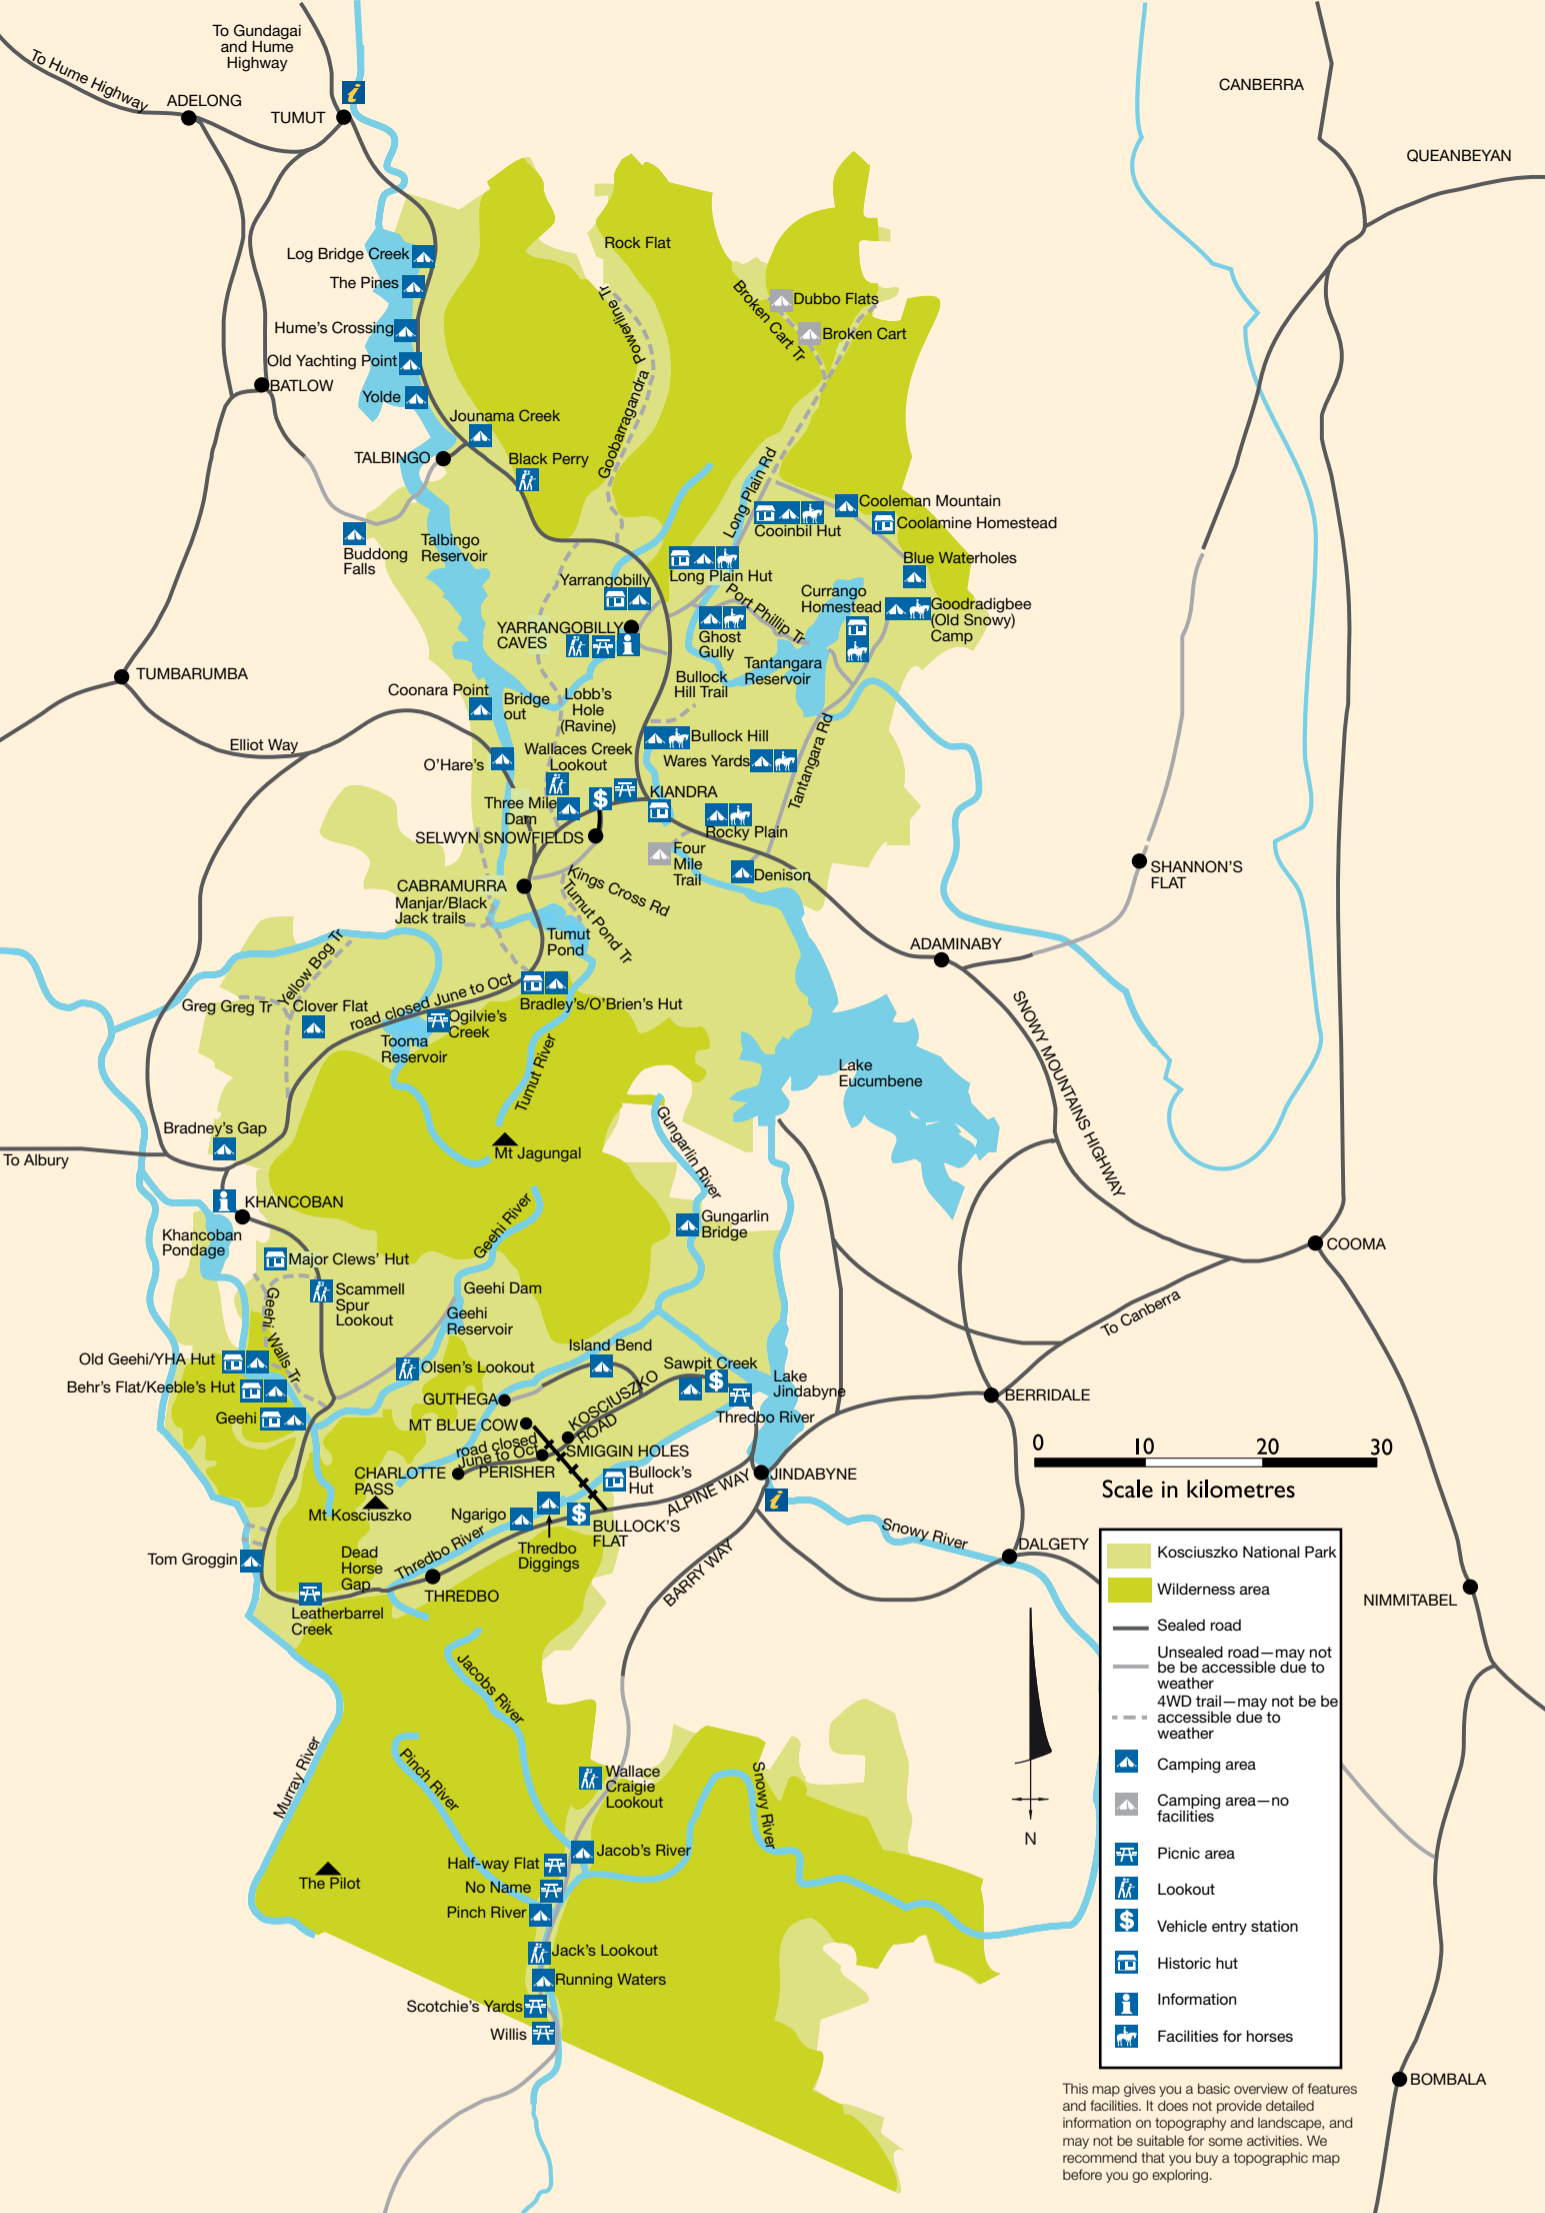 To Gundagai
and Hume
Highway
To Hume Highway
ADELONG
TUMUT
CANBERRA
QUEANBEYAN
Rock Flat
Log Bridge Creek
The Pines
Powerline Tr
Broken Cart Tr
Dubbo Flats
Hume's Crossing
Broken Cart
Old Yachting Point
BATLOW
Yolde
Goobarragandra
Jounama Creek
TALBINGO
Black Perry
Long Plain Rd
Cooleman Mountain
Cooinbil Hut
Coolamine Homestead
Buddong
Falls
Talbingo
Reservoir
Blue Waterholes
Long Plain Hut
Yarrangobilly
Port Phillip Tr
Currango
Homestead
Goodradigbee
(Old Snowy)
Camp
YARRANGOBILLY
CAVES
Ghost
Gully
Tantangara
Reservoir
TUMBARUMBA
Bullock
Hill Trail
Coonara Point
Bridge
out
Lobb's
Hole
(Ravine)
Elliot Way
Bullock Hill
Wallaces Creek
Lookout
O'Hare's
Wares Yards
Tantangara Rd
KIANDRA
Three Mile
Dam
Rocky Plain
SELWYN SNOWFIELDS
Four
Mile
Trail
Denison
SHANNON'S
FLAT
CABRAMURRA
Kings Cross Rd
Manjar/Black
Jack trails
Tumut Pond Tr
Tumut
Pond
ADAMINABY
Yellow Bog Tr
Greg Greg Tr
Clover Flat
road closed June to Oct
Bradley's/O'Brien's Hut
Ogilvie's
Creek
Tooma
Reservoir
SNOWY MOUNTAINS HIGHWAY
Lake
Eucumbene
Tumut River
Bradney's Gap
Gungarlin River
To Albury
Mt Jagungal
KHANCOBAN
Khancoban
Pondage
Geehi River
Gungarlin
Bridge
COOMA
Major Clews' Hut
Scammell
Spur
Lookout
Geehi Dam
Geehi
Reservoir
Geehi Walls Tr
To Canberra
Old Geehi/YHA Hut
Island Bend
Olsen's Lookout
Sawpit Creek
Behr's Flat/Keeble's Hut
Lake
Jindabyne
GUTHEGA
KOSCIUSZKO
ROAD
BERRIDALE
Geehi
MT BLUE COW
Thredbo River
road closed
June to Oct
SMIGGIN HOLES
0 10 20 30
Scale in kilometres
CHARLOTTE
PASS
PERISHER
Bullock's
Hut
JINDABYNE
ALPINE WAY
Mt Kosciuszko
Ngarigo
BULLOCK'S
FLAT
Snowy River
Thredbo
Diggings
Thredbo River
DALGETY
Tom Groggin
Dead
Horse
Gap
THREDBO
BARRY WAY
Leatherbarrel
Creek
NIMMITABEL
Kosciuszko National Park
Wilderness area
Sealed road
Unsealed road—may not
be be accessible due to
weather
4WD trail—may not be be
accessible due to
weather
Camping area
Camping area—no
facilities
Picnic area
Lookout
$
Vehicle entry station
Historic hut
Information
Facilities for horses
N
Jacobs River
Murray River
Pinch River
Wallace
Craigie
Lookout
Snowy River
Jacob's River
Half-way Flat
The Pilot
No Name
Pinch River
Jack's Lookout
Running Waters
Scotchie's Yards
Willis
BOMBALA
This map gives you a basic overview of features
and facilities. It does not provide detailed
information on topography and landscape, and
may not be suitable for some activities. We
recommend that you buy a topographic map
before you go exploring.